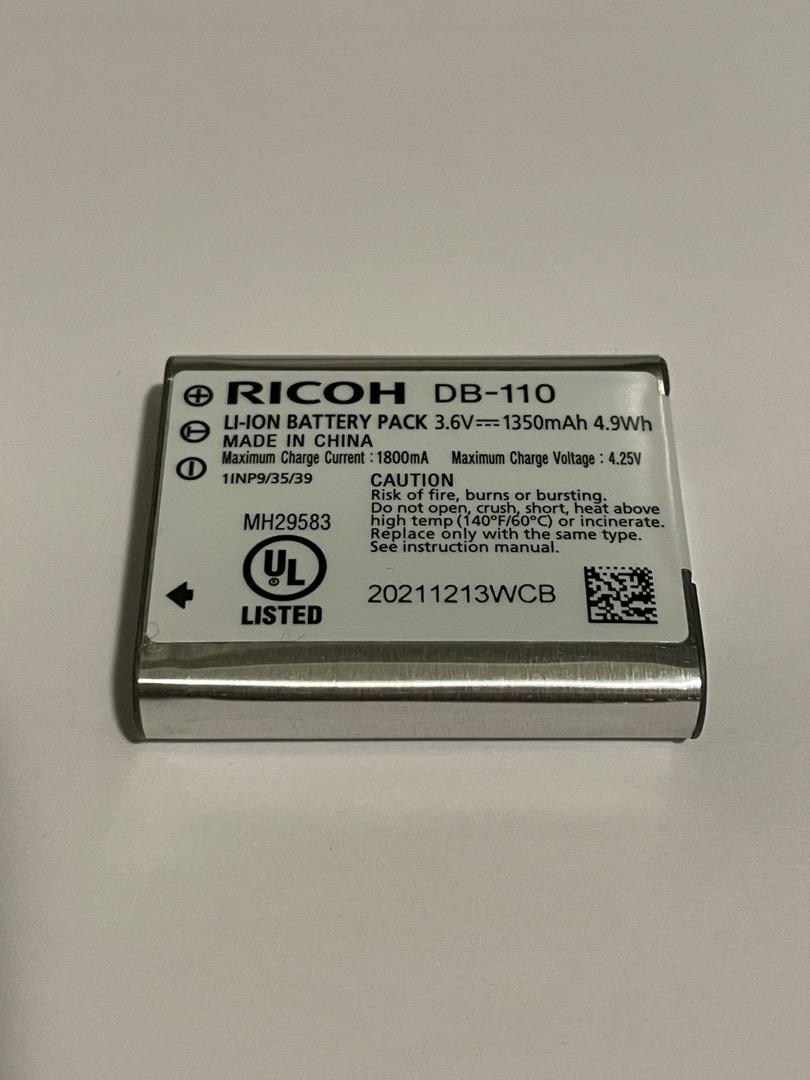 RICOH DB-110
LI-ION BATTERY PACK 3.6V⎓1350mAh 4.9Wh
MADE IN CHINA
Maximum Charge Current : 1800mA Maximum Charge Voltage : 4.25V
1INP9/35/39
CAUTION
Risk of fire, burns or bursting.
Do not open, crush, short, heat above
high temp (140°F/60°C) or incinerate.
Replace only with the same type.
See instruction manual.
MH29583
UL
®
LISTED
20211213WCB